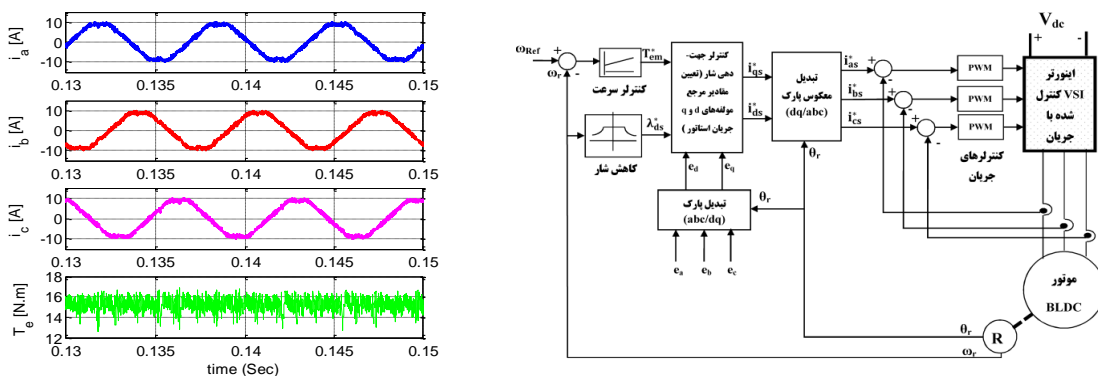 i_a [A]
10
0
-10
0.13
0.135
0.14
0.145
0.15
i_b [A]
10
0
-10
0.13
0.135
0.14
0.145
0.15
i_c [A]
10
0
-10
0.13
0.135
0.14
0.145
0.15
T_e [N.m]
18
16
14
12
0.13
0.135
0.14
0.145
0.15
time (Sec)
ω_Ref
+
ω_r
-
کنترلر سرعت
T*_em
λ*_ds
کاهش شار
کنترلر جهت-
دهی شار (تعیین
مقادیر مرجع
مولفه‌های d و q
جریان استاتور )
i*_qs
i*_ds
e_d
e_q
تبدیل پارک
(abc/dq)
e_a
e_b
e_c
θ_r
تبدیل
معکوس پارک
(dq/abc)
θ_r
i*_as
i*_bs
i*_cs
+
-
+
-
+
-
PWM
PWM
PWM
کنترلرهای
جریان
V_dc
+
-
اینورتر
VSI کنترل
شده با
جریان
موتور
BLDC
R
θ_r
ω_r